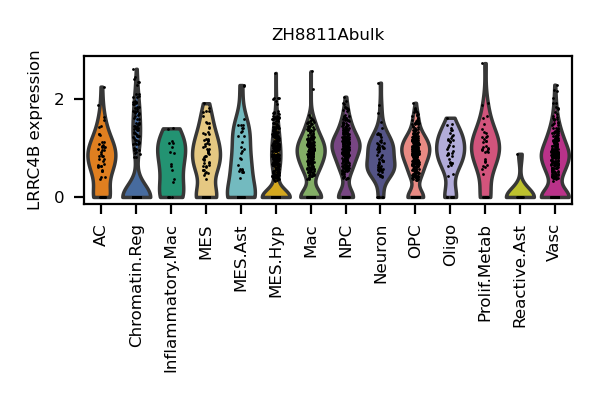 ZH8811Abulk
LRRC4B expression
2
0
AC
Chromatin.Reg
Inflammatory.Mac
MES
MES.Ast
MES.Hyp
Mac
NPC
Neuron
OPC
Oligo
Prolif.Metab
Reactive.Ast
Vasc